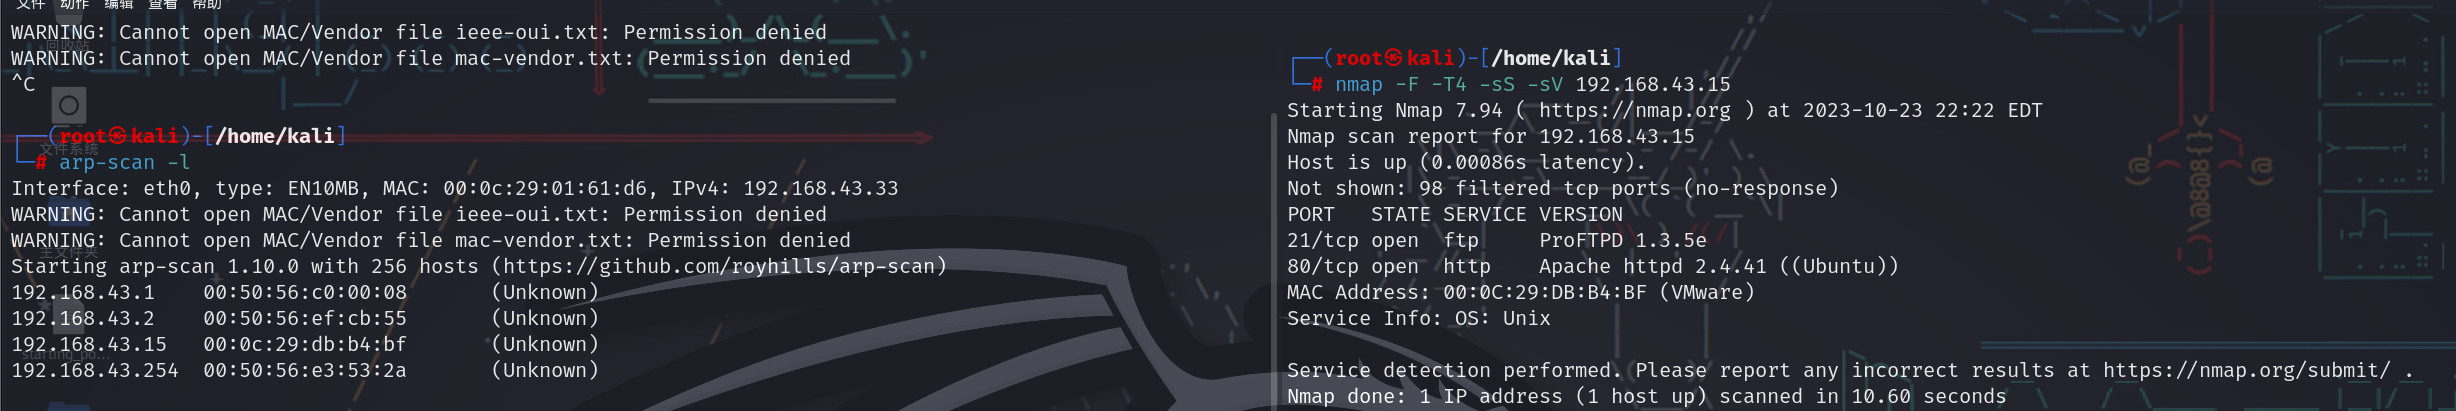 文件 动作 编辑 查看 帮助
WARNING: Cannot open MAC/Vendor file ieee-oui.txt: Permission denied
WARNING: Cannot open MAC/Vendor file mac-vendor.txt: Permission denied
^C
回收站
┌──(root㉿kali)-[/home/kali]
文件系统
└─# arp-scan -l
Interface: eth0, type: EN10MB, MAC: 00:0c:29:01:61:d6, IPv4: 192.168.43.33
WARNING: Cannot open MAC/Vendor file ieee-oui.txt: Permission denied
WARNING: Cannot open MAC/Vendor file mac-vendor.txt: Permission denied
主文件夹
Starting arp-scan 1.10.0 with 256 hosts (https://github.com/royhills/arp-scan)
192.168.43.1 00:50:56:c0:00:08 (Unknown)
192.168.43.2 00:50:56:ef:cb:55 (Unknown)
192.168.43.15 00:0c:29:db:b4:bf (Unknown)
starting_po...
192.168.43.254 00:50:56:e3:53:2a (Unknown)
┌──(root㉿kali)-[/home/kali]
└─# nmap -F -T4 -sS -sV 192.168.43.15
Starting Nmap 7.94 ( https://nmap.org ) at 2023-10-23 22:22 EDT
Nmap scan report for 192.168.43.15
Host is up (0.00086s latency).
Not shown: 98 filtered tcp ports (no-response)
PORT STATE SERVICE VERSION
21/tcp open ftp ProFTPD 1.3.5e
80/tcp open http Apache httpd 2.4.41 ((Ubuntu))
MAC Address: 00:0C:29:DB:B4:BF (VMware)
Service Info: OS: Unix
Service detection performed. Please report any incorrect results at https://nmap.org/submit/ .
Nmap done: 1 IP address (1 host up) scanned in 10.60 seconds